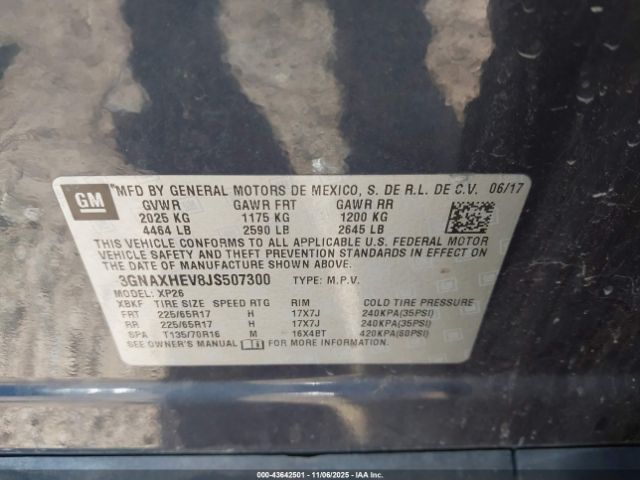 GM
MFD BY GENERAL MOTORS DE MEXICO, S. DE R.L. DE C.V. 06/17
GVWR GAWR FRT GAWR RR
2025 KG 1175 KG 1200 KG
4464 LB 2590 LB 2645 LB
THIS VEHICLE CONFORMS TO ALL APPLICABLE U.S. FEDERAL MOTOR
VEHICLE SAFETY, BUMPER, AND THEFT PREVENTION STANDARDS IN EFFECT ON
THE DATE OF MANUFACTURE SHOWN ABOVE.
3GNAXHEV8JS507300 TYPE: M.P.V.
MODEL: XP26
XBKF TIRE SIZE SPEED RTG RIM COLD TIRE PRESSURE
FRT 225/65R17 H 17X7J 240KPA(35PSI)
RR 225/65R17 H 17X7J 240KPA(35PSI)
SPA T135/70R16 M 16X4BT 420KPA(60PSI)
SEE OWNER'S MANUAL FOR MORE INFORMATION.
000-43642501 - 11/06/2025 - IAAI.COM